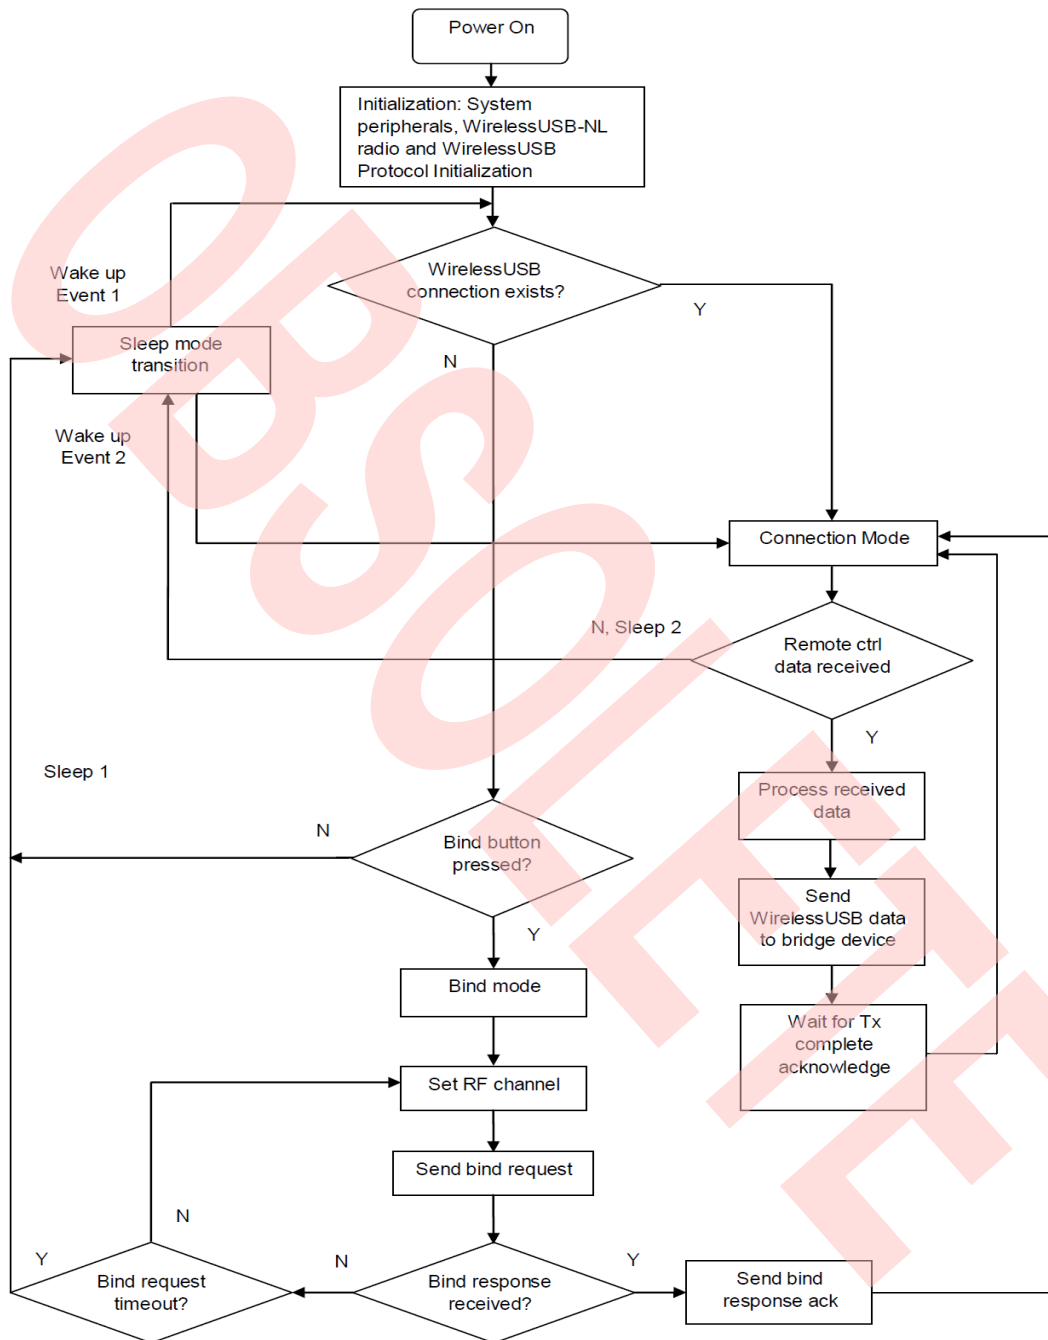 Power On
Initialization: System
peripherals, WirelessUSB-NL
radio and WirelessUSB
Protocol Initialization
WirelessUSB
connection exists?
Y
N
Wake up
Event 1
Sleep mode
transition
Wake up
Event 2
Connection Mode
N, Sleep 2
Remote ctrl
data received
Y
Process received
data
Sleep 1
N
Bind button
pressed?
Y
Send
WirelessUSB data
to bridge device
Bind mode
Wait for Tx
complete
acknowledge
Set RF channel
Send bind request
N
Y
Bind request
timeout?
N
Bind response
received?
Y
Send bind
response ack
OBSOLETE